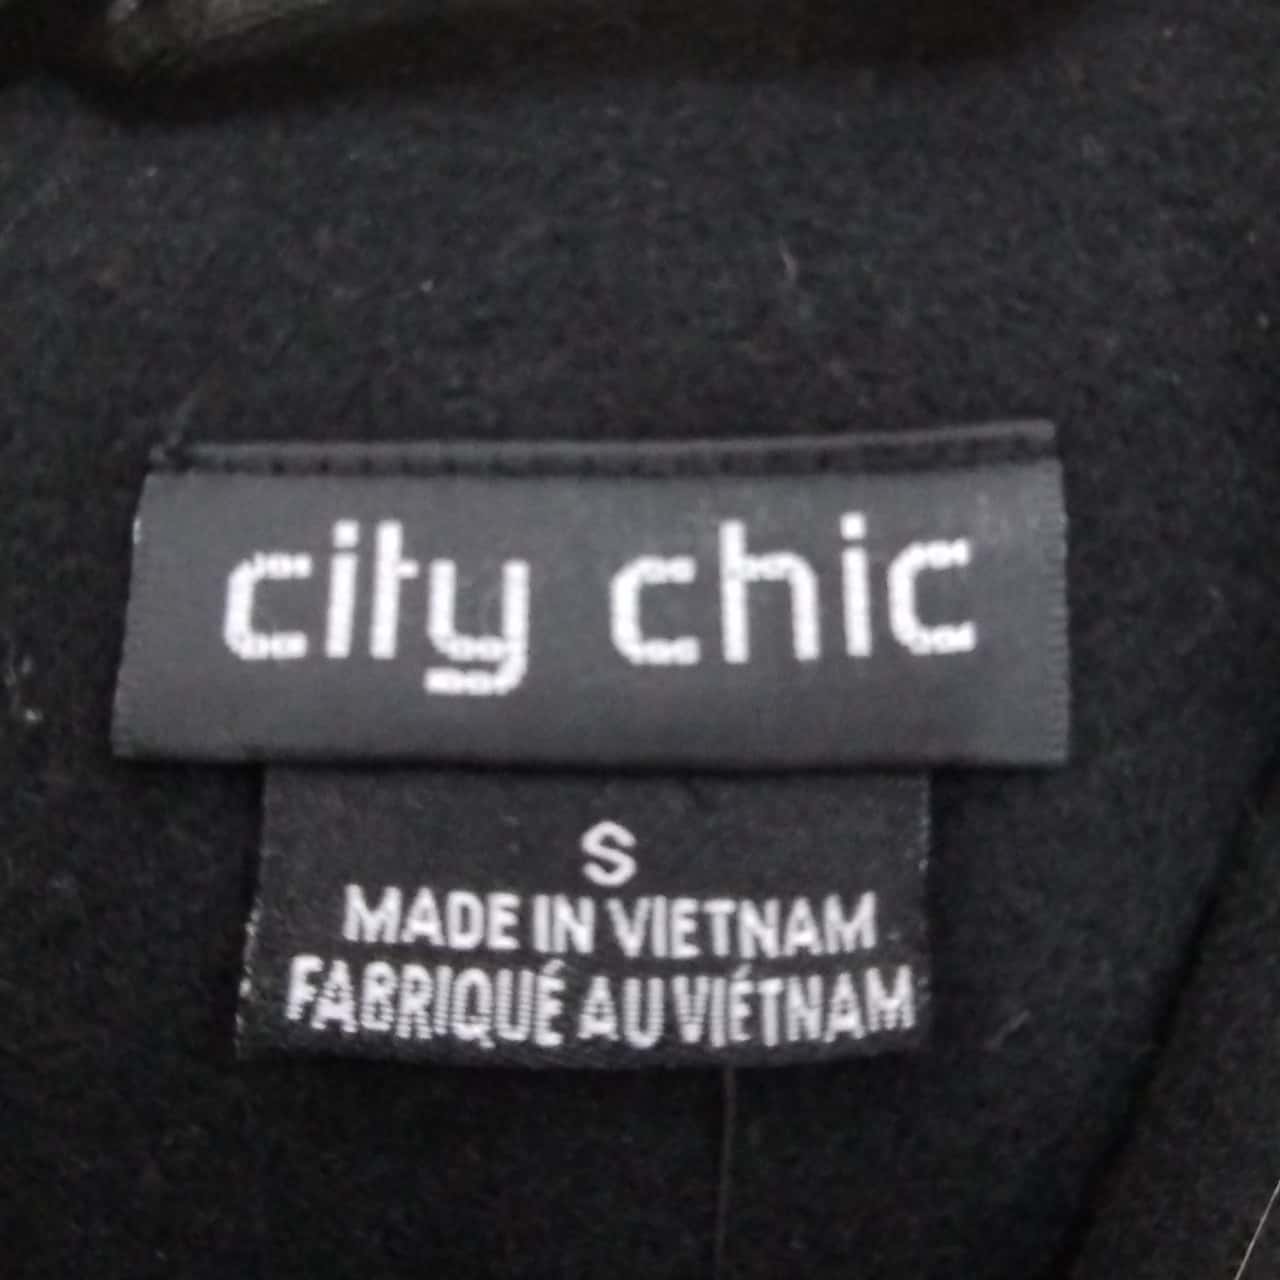 city chic
S
MADE IN VIETNAM
FABRIQUÉ AU VIÉTNAM